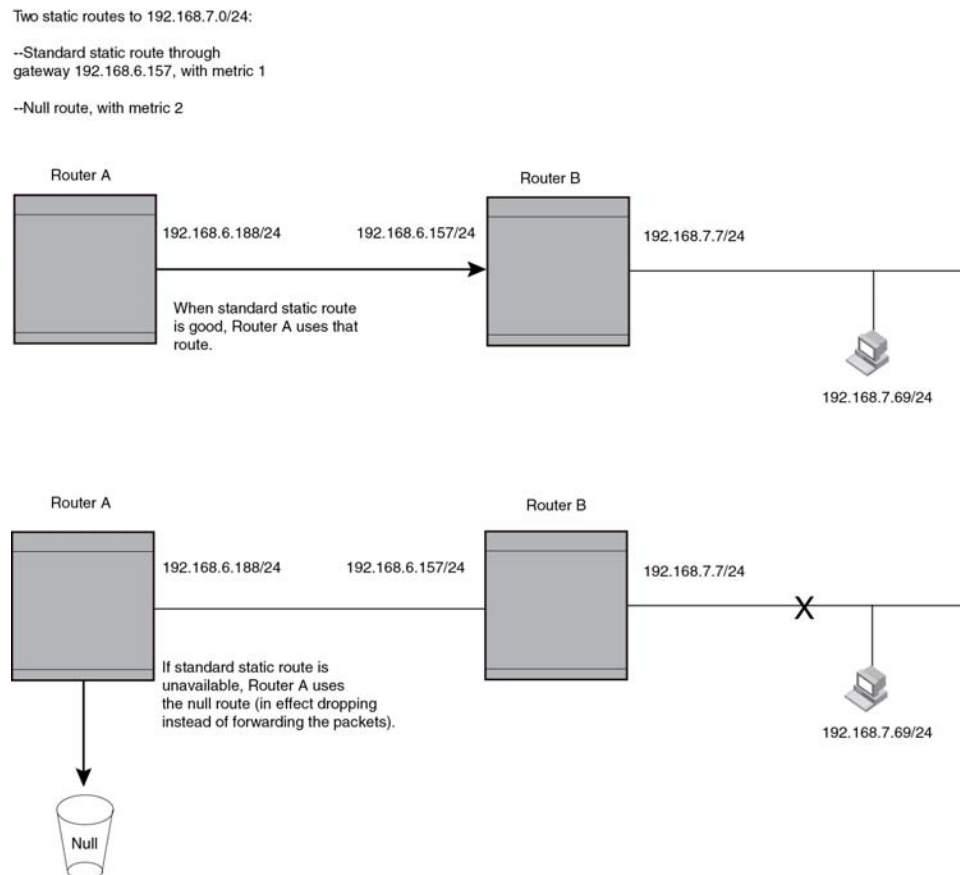 Two static routes to 192.168.7.0/24:
--Standard static route through
gateway 192.168.6.157, with metric 1
--Null route, with metric 2
Router A
Router B
192.168.6.188/24
192.168.6.157/24
192.168.7.7/24
When standard static route
is good, Router A uses that
route.
192.168.7.69/24
Router A
Router B
192.168.6.188/24
192.168.6.157/24
192.168.7.7/24
X
If standard static route is
unavailable, Router A uses
the null route (in effect dropping
instead of forwarding the packets).
192.168.7.69/24
Null